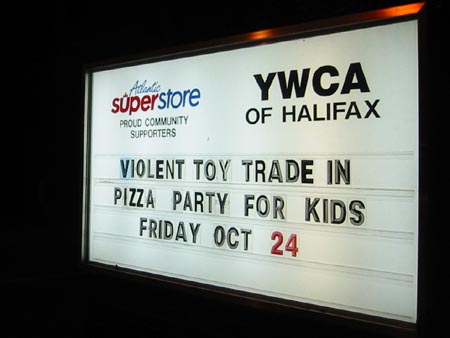 Atlantic
superstore
PROUD COMMUNITY
SUPPORTERS
YWCA
OF HALIFAX
VIOLENT TOY TRADE IN
PIZZA PARTY FOR KIDS
FRIDAY OCT 24